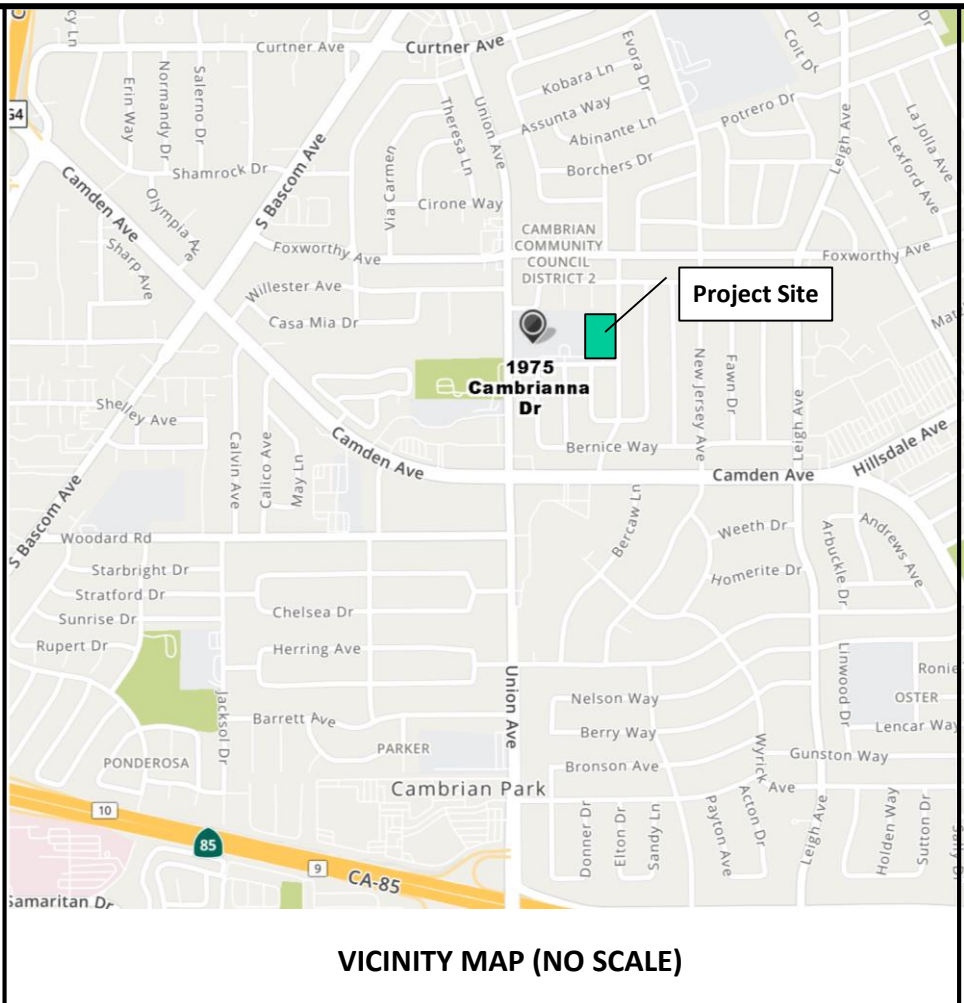 Curtner Ave
Curtner Ave
Erin Way
Normandy Dr
Salerno Dr
Evora Dr
Coit Dr
Kobara Ln
Theresa Ln
Union Ave
Assunta Way
Abinante Ln
Potrero Dr
Leigh Ave
La Jolla Ave
Lexford Ave
Camden Ave
Shamrock Dr
S Bascom Ave
Via Carmen
Borchers Dr
Olympia Ave
Cirone Way
Sharp Ave
Foxworthy Ave
CAMBRIAN
COMMUNITY
COUNCIL
DISTRICT 2
Foxworthy Ave
Willester Ave
Casa Mia Dr
Project Site
1975
Cambrianna
Dr
New Jersey Ave
Fawn Dr
Leigh Ave
Shelley Ave
Calvin Ave
Calico Ave
May Ln
Camden Ave
Bernice Way
Camden Ave
Hillsdale Ave
S Bascom Ave
Woodard Rd
Bercaw Ln
Weeth Dr
Arbuckle Dr
Andrews Ave
Starbright Dr
Stratford Dr
Sunrise Dr
Rupert Dr
Chelsea Dr
Homerite Dr
Herring Ave
Union Ave
Linwood Dr
Jacksol Dr
Nelson Way
OSTER
Barrett Ave
Berry Way
Lencar Way
PARKER
PONDEROSA
Bronson Ave
Wyrick Ave
Gunston Way
Cambrian Park
Donner Dr
Elton Dr
Sandy Ln
Payton Ave
Acton Dr
Leigh Ave
Holden Way
Sutton Dr
10
85
9
CA-85
Samaritan Dr
VICINITY MAP (NO SCALE)